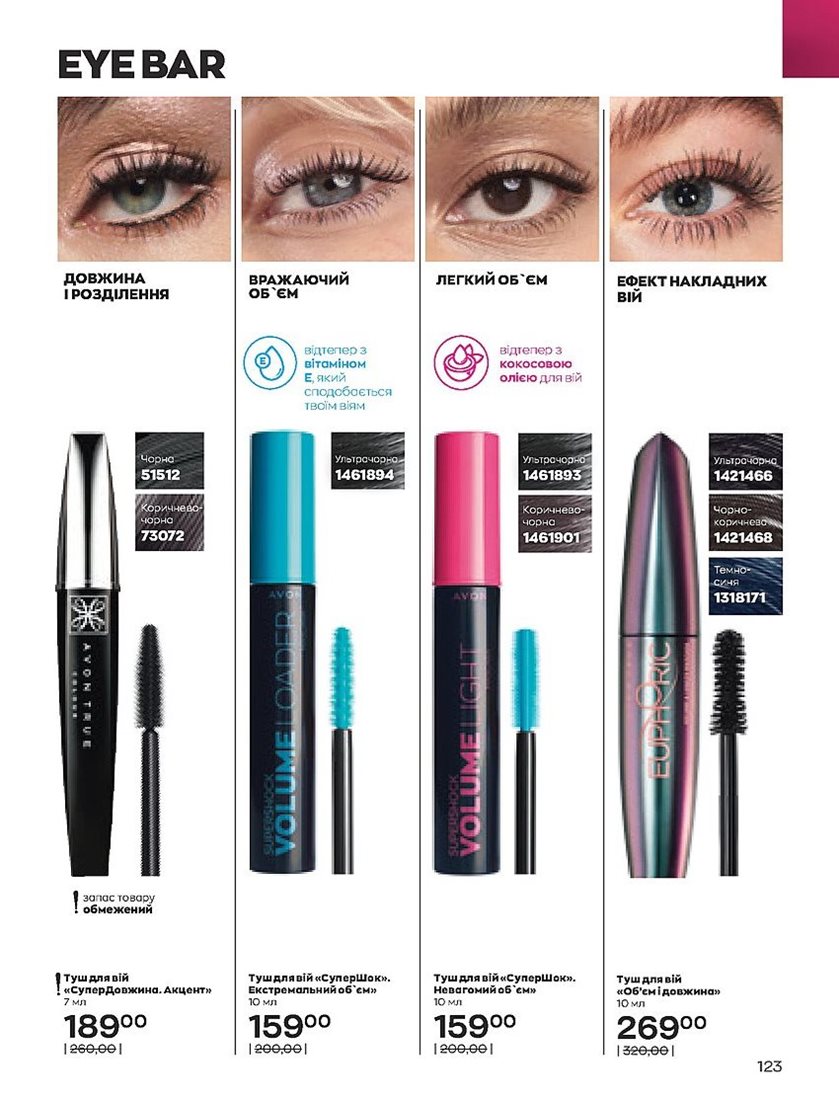 EYE BAR
ДОВЖИНА
І РОЗДІЛЕННЯ
ВРАЖАЮЧИЙ
ОБ`ЄМ
ЛЕГКИЙ ОБ`ЄМ
ЕФЕКТ НАКЛАДНИХ
ВІЙ
відтепер з
вітаміном
Е, який
сподобається
твоїм віям
E
відтепер з
кокосовою
олією для вій
Чорна
51512
Коричнево-
чорна
73072
Ультрачорна
1461894
Ультрачорна
1461893
Коричнево-
чорна
1461901
Ультрачорна
1421466
Чорно-
коричнева
1421468
Темно-
синя
1318171
AVON TRUE
COLOUR
AVON
SUPERSHOCK
VOLUME LOADER
AVON
SUPERSHOCK
VOLUME LIGHT
EUPHORIC
! запас товару
обмежений
! Туш для вій
«СуперДовжина. Акцент»
7 мл
189 00
| 260,00 |
Туш для вій «СуперШок».
Екстремальний об`єм»
10 мл
159 00
| 200,00 |
Туш для вій «СуперШок».
Невагомий об`єм»
10 мл
159 00
| 200,00 |
Туш для вій
«Об'єм і довжина»
10 мл
269 00
| 320,00 |
123